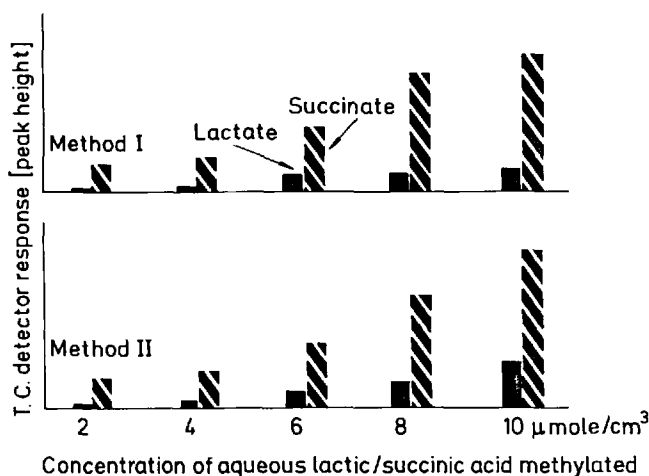 T.C. detector response [peak height]
Method I
Lactate
Succinate
Method II
2 4 6 8 10 μmole/cm³
Concentration of aqueous lactic/succinic acid methylated